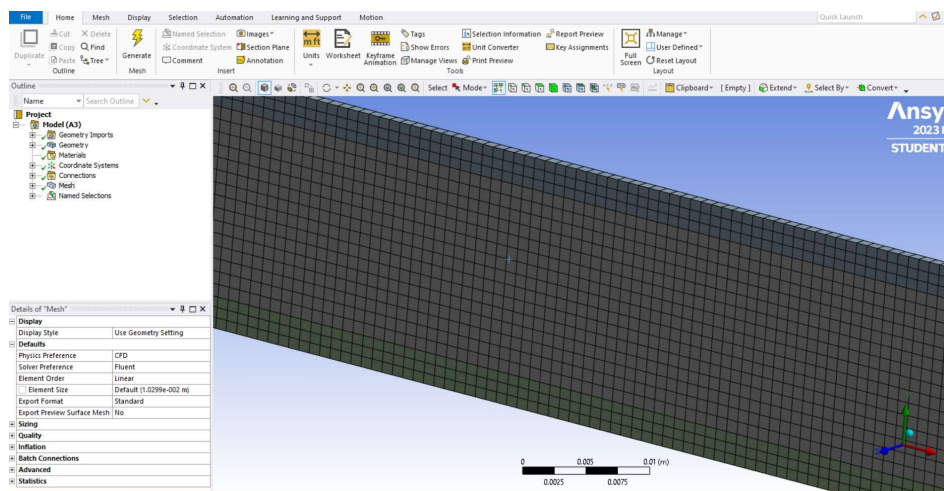 File Home Mesh Display Selection Automation Learning and Support Motion Quick Launch
Duplicate Cut Copy Paste Delete Find Tree Outline
Generate Mesh
Named Selection Coordinate System Comment Images Section Plane Annotation Insert
Units Worksheet Keyframe Animation Tags Show Errors Manage Views Selection Information Unit Converter Print Preview Report Preview Key Assignments Tools
Full Screen Manage User Defined Reset Layout Layout
Outline
Name Search Outline
Select Mode Clipboard [ Empty ] Extend Select By Convert
Project
Model (A3)
Geometry Imports
Geometry
Materials
Coordinate Systems
Connections
Mesh
Named Selections
Ansy
2023
STUDENT
Details of "Mesh"
Display
Display Style Use Geometry Setting
Defaults
Physics Preference CFD
Solver Preference Fluent
Element Order Linear
Element Size Default (1.0299e-002 m)
Export Format Standard
Export Preview Surface Mesh No
Sizing
Quality
Inflation
Batch Connections
Advanced
Statistics
0 0.005 0.01 (m)
0.0025 0.0075